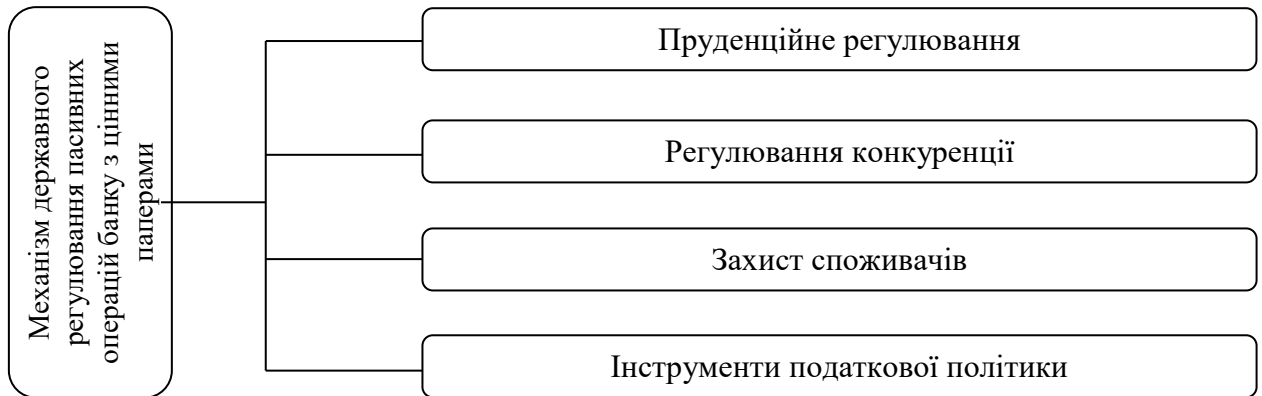 Механізм державного
регулювання пасивних
операцій банку з цінними
паперами
Пруденційне регулювання
Регулювання конкуренції
Захист споживачів
Інструменти податкової політики